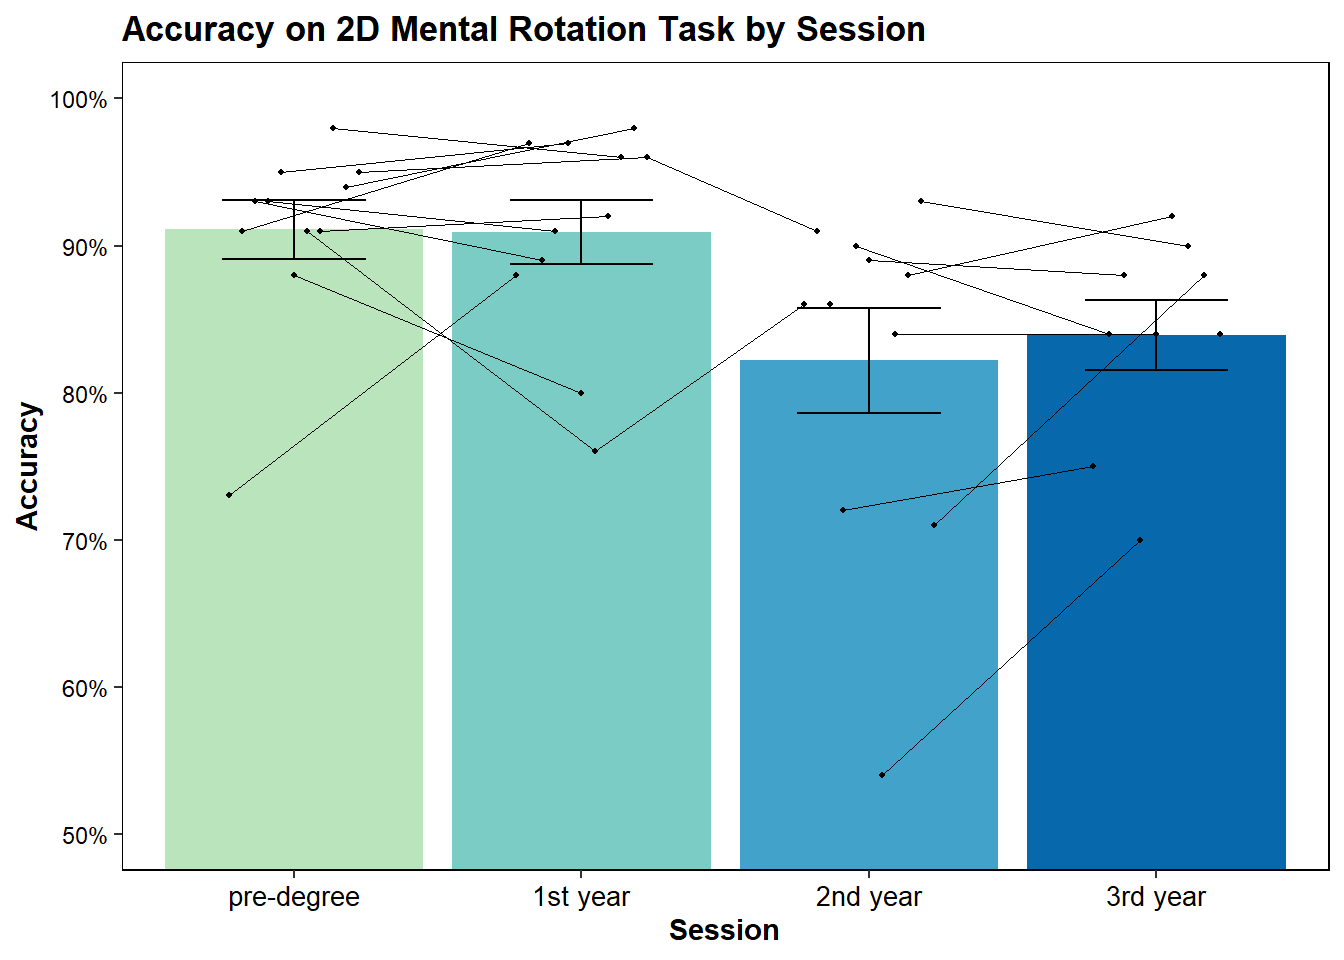 Accuracy on 2D Mental Rotation Task by Session
100%
90%
80%
70%
60%
50%
Accuracy
pre-degree
1st year
2nd year
3rd year
Session